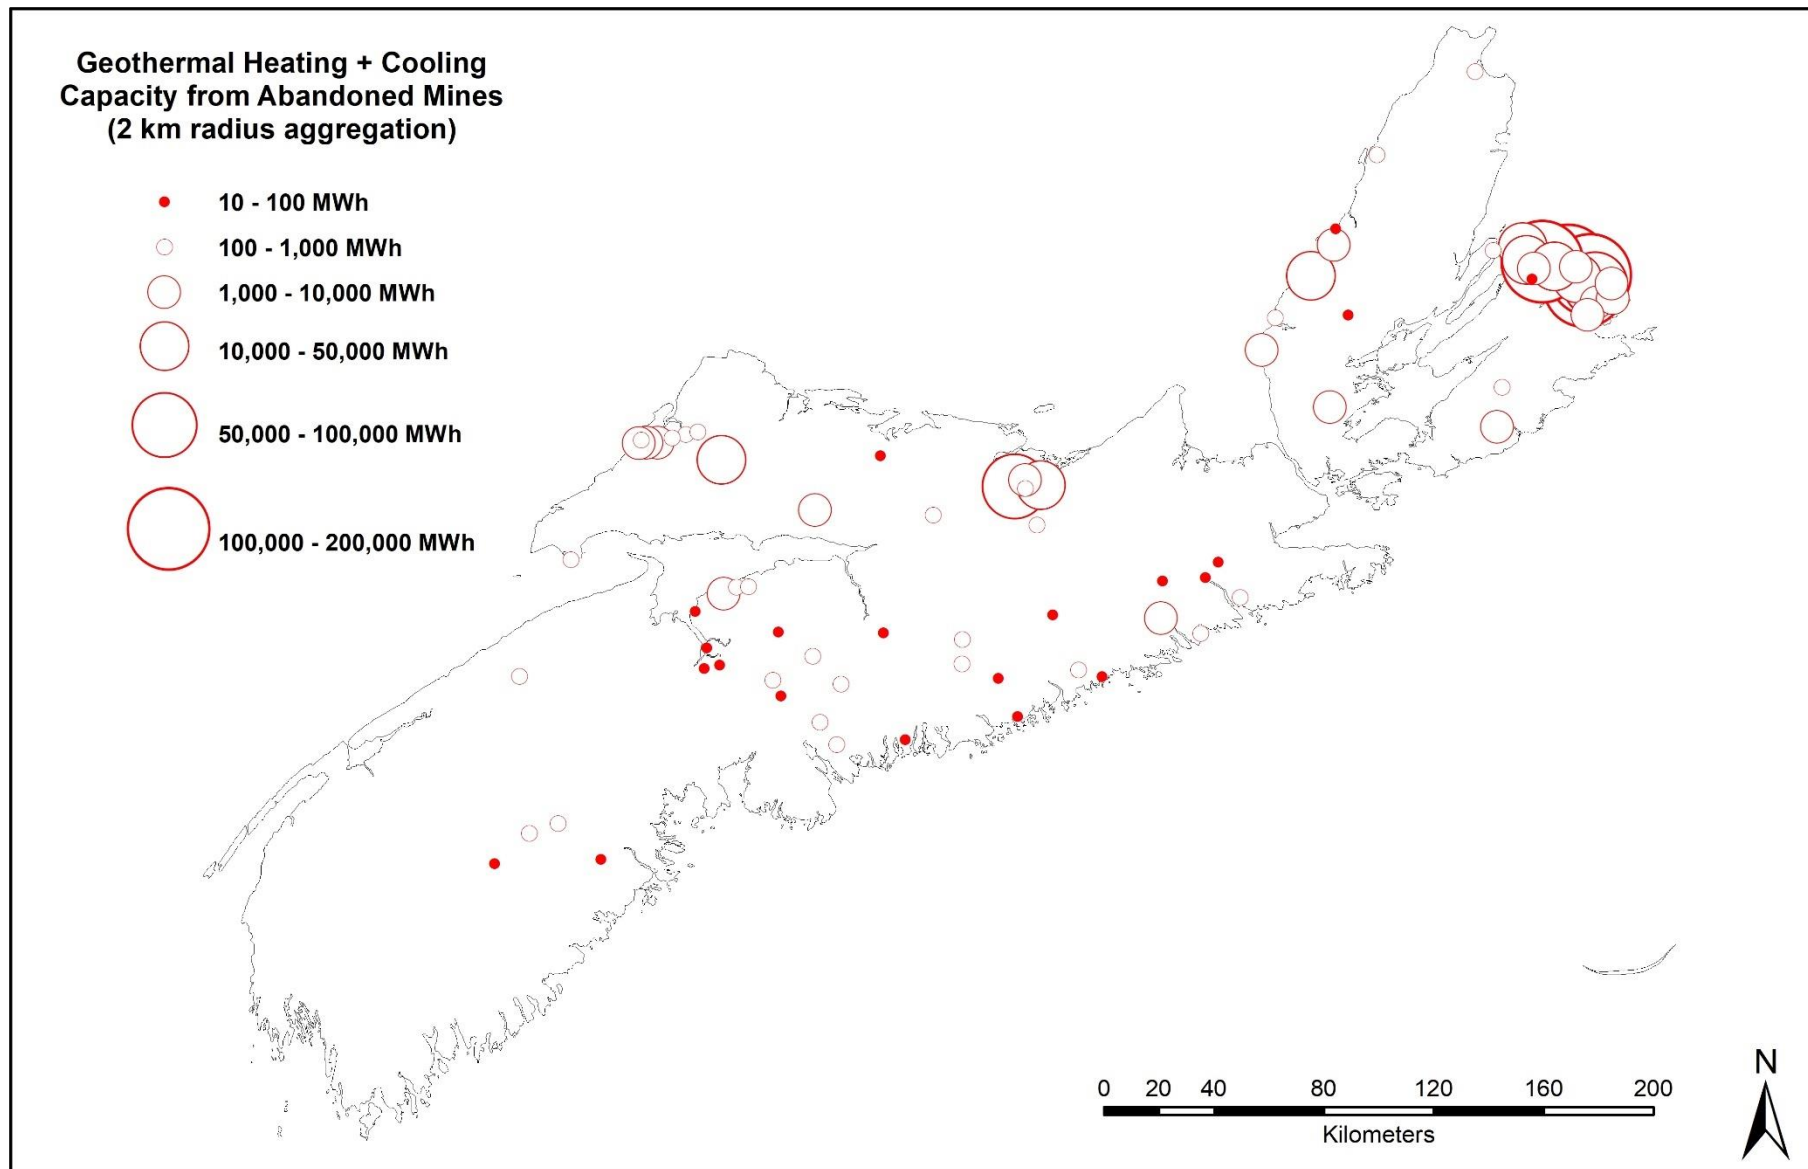 Geothermal Heating + Cooling
Capacity from Abandoned Mines
(2 km radius aggregation)
10 - 100 MWh
100 - 1,000 MWh
1,000 - 10,000 MWh
10,000 - 50,000 MWh
50,000 - 100,000 MWh
100,000 - 200,000 MWh
0 20 40 80 120 160 200
Kilometers
N